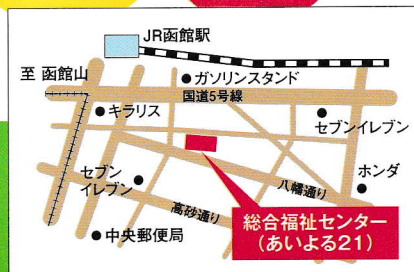 JR函館駅
至 函館山
ガソリンスタンド
国道5号線
キラリス
セブンイレブン
セブン
イレブン
八幡通り
ホンダ
高砂通り
総合福祉センター
(あいよる21)
中央郵便局